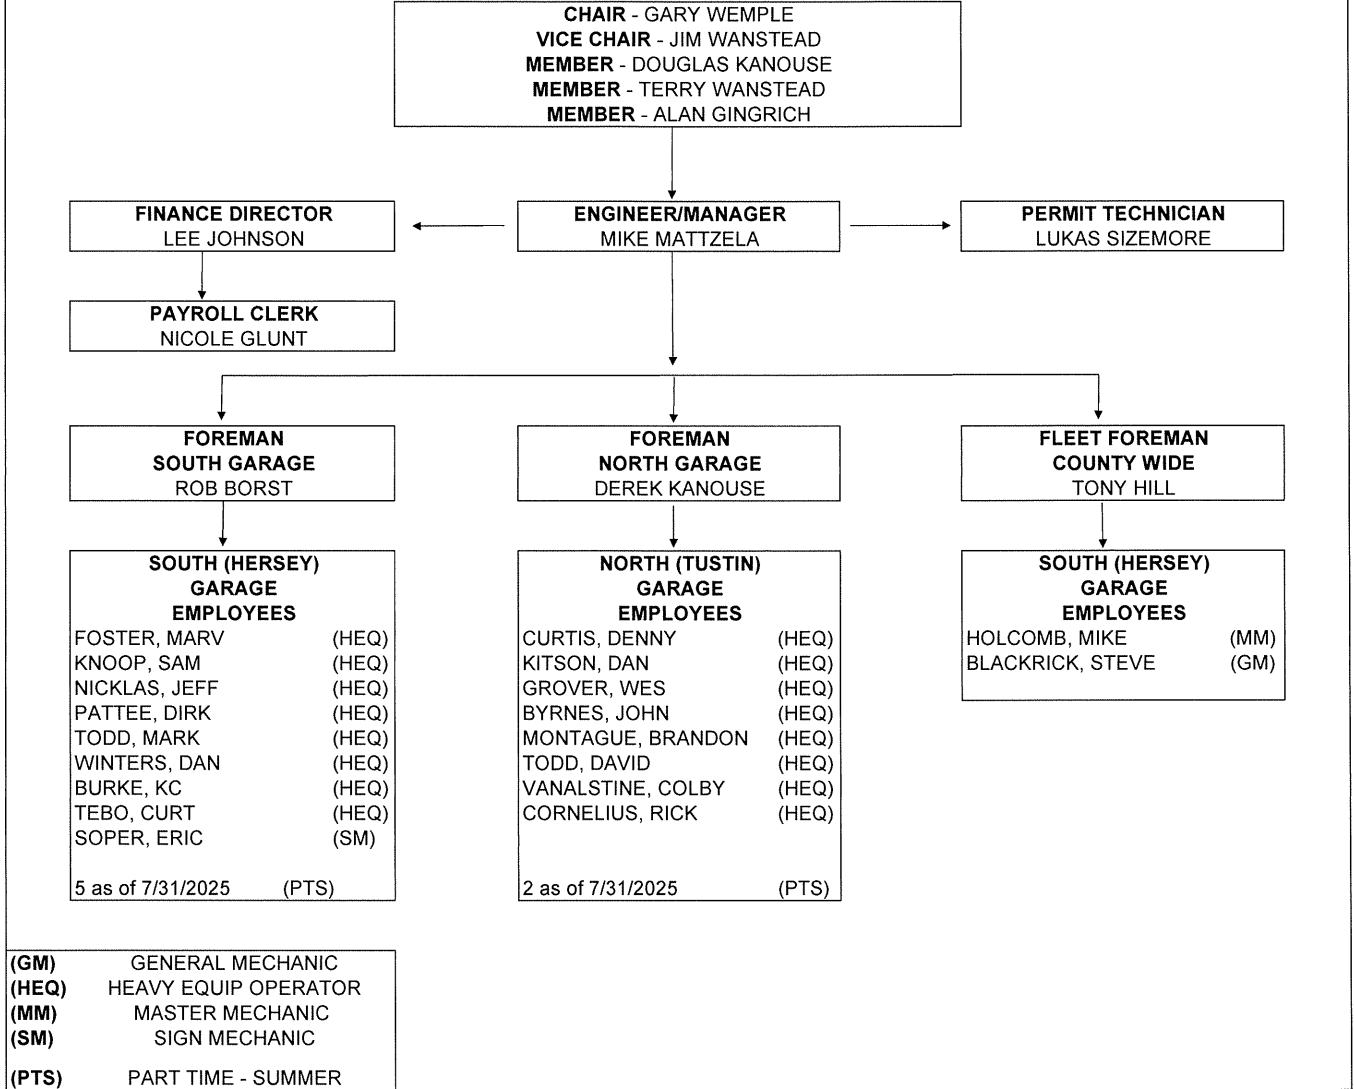 CHAIR - GARY WEMPLE
VICE CHAIR - JIM WANSTEAD
MEMBER - DOUGLAS KANOUSE
MEMBER - TERRY WANSTEAD
MEMBER - ALAN GINGRICH
FINANCE DIRECTOR
LEE JOHNSON
ENGINEER/MANAGER
MIKE MATTZELA
PERMIT TECHNICIAN
LUKAS SIZEMORE
PAYROLL CLERK
NICOLE GLUNT
FOREMAN
SOUTH GARAGE
ROB BORST
FOREMAN
NORTH GARAGE
DEREK KANOUSE
FLEET FOREMAN
COUNTY WIDE
TONY HILL
SOUTH (HERSEY)
GARAGE
EMPLOYEES
FOSTER, MARV (HEQ)
KNOOP, SAM (HEQ)
NICKLAS, JEFF (HEQ)
PATTEE, DIRK (HEQ)
TODD, MARK (HEQ)
WINTERS, DAN (HEQ)
BURKE, KC (HEQ)
TEBO, CURT (HEQ)
SOPER, ERIC (SM)
5 as of 7/31/2025 (PTS)
NORTH (TUSTIN)
GARAGE
EMPLOYEES
CURTIS, DENNY (HEQ)
KITSON, DAN (HEQ)
GROVER, WES (HEQ)
BYRNES, JOHN (HEQ)
MONTAGUE, BRANDON (HEQ)
TODD, DAVID (HEQ)
VANALSTINE, COLBY (HEQ)
CORNELIUS, RICK (HEQ)
2 as of 7/31/2025 (PTS)
SOUTH (HERSEY)
GARAGE
EMPLOYEES
HOLCOMB, MIKE (MM)
BLACKRICK, STEVE (GM)
(GM) GENERAL MECHANIC
(HEQ) HEAVY EQUIP OPERATOR
(MM) MASTER MECHANIC
(SM) SIGN MECHANIC
(PTS) PART TIME - SUMMER